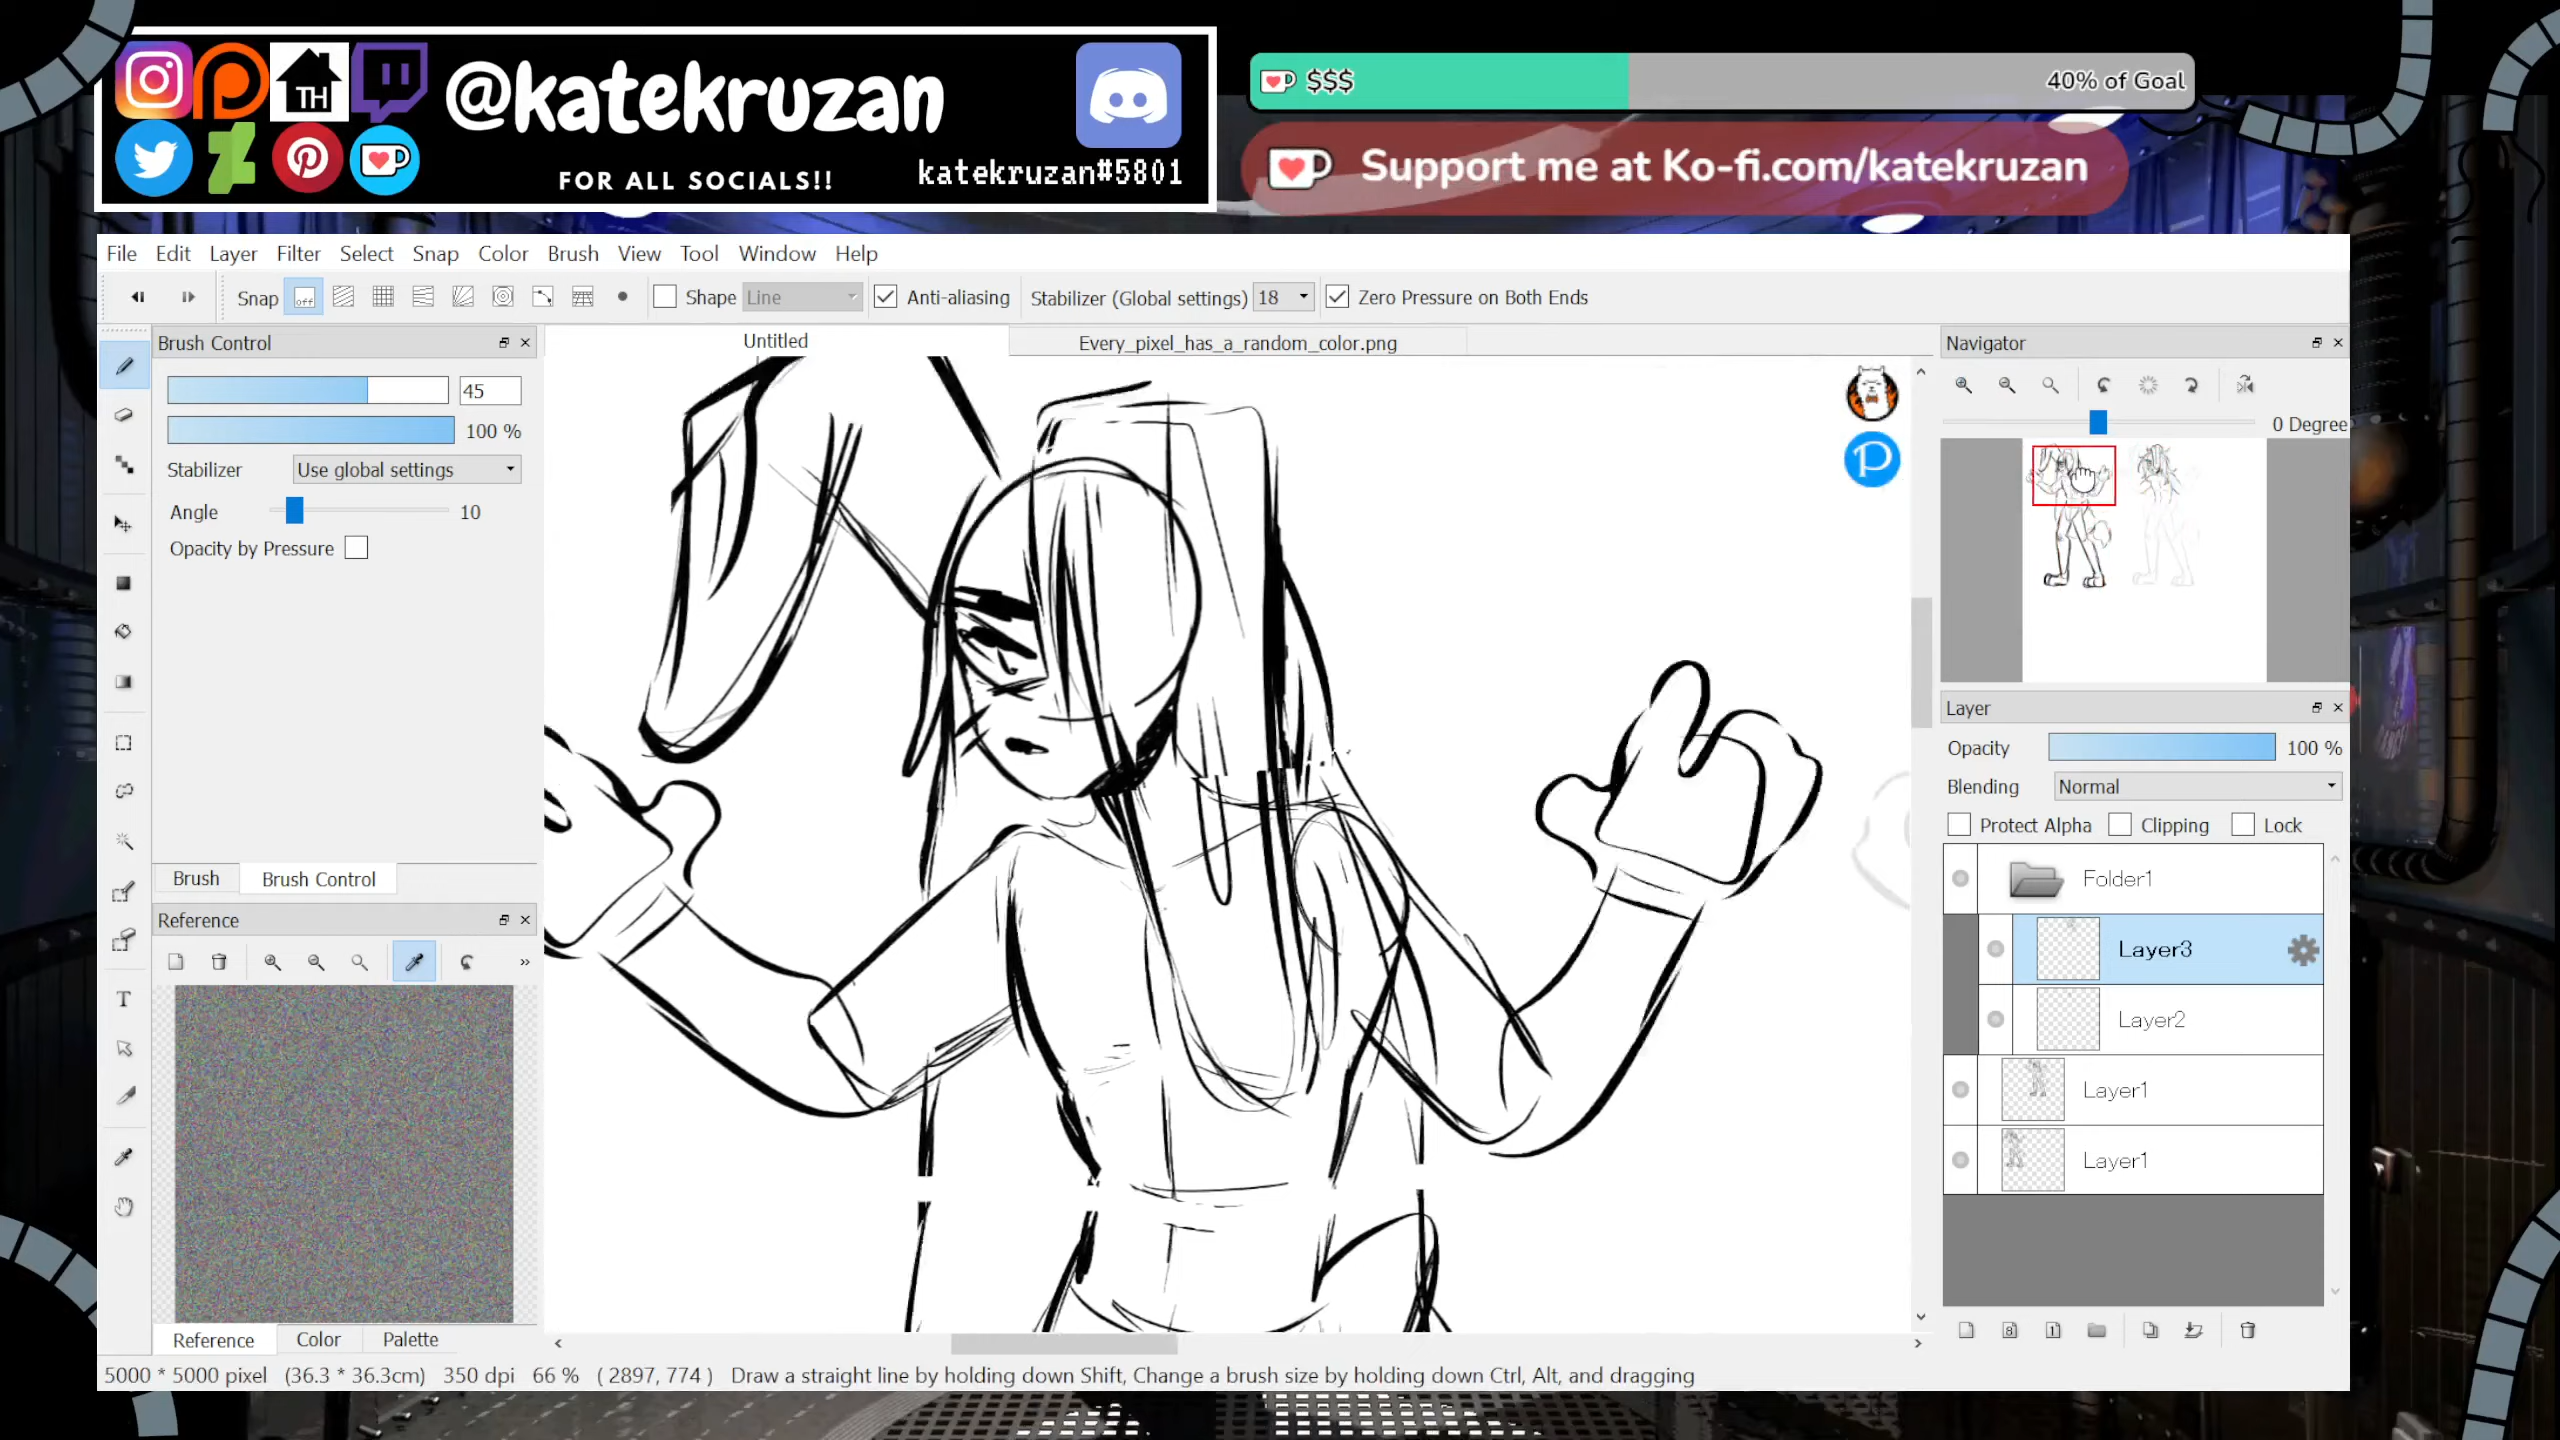 TH
@katekruzan
FOR ALL SOCIALS!!
katekruzan#5801
$$$
40% of Goal
Support me at Ko-fi.com/katekruzan
File Edit Layer Filter Select Snap Color Brush View Tool Window Help
Snap off Shape Line Anti-aliasing Stabilizer (Global settings) 18 Zero Pressure on Both Ends
Brush Control
Untitled
Every_pixel_has_a_random_color.png
Navigator
45
100 %
Stabilizer Use global settings
Angle 10
Opacity by Pressure
0 Degree
Layer
Opacity 100 %
Blending Normal
Protect Alpha Clipping Lock
Folder1
Layer3
Layer2
Layer1
Layer1
Brush Brush Control
Reference
»
T
8
1
Reference Color Palette
5000 * 5000 pixel (36.3 * 36.3cm) 350 dpi 66 % ( 2897, 774 ) Draw a straight line by holding down Shift, Change a brush size by holding down Ctrl, Alt, and dragging